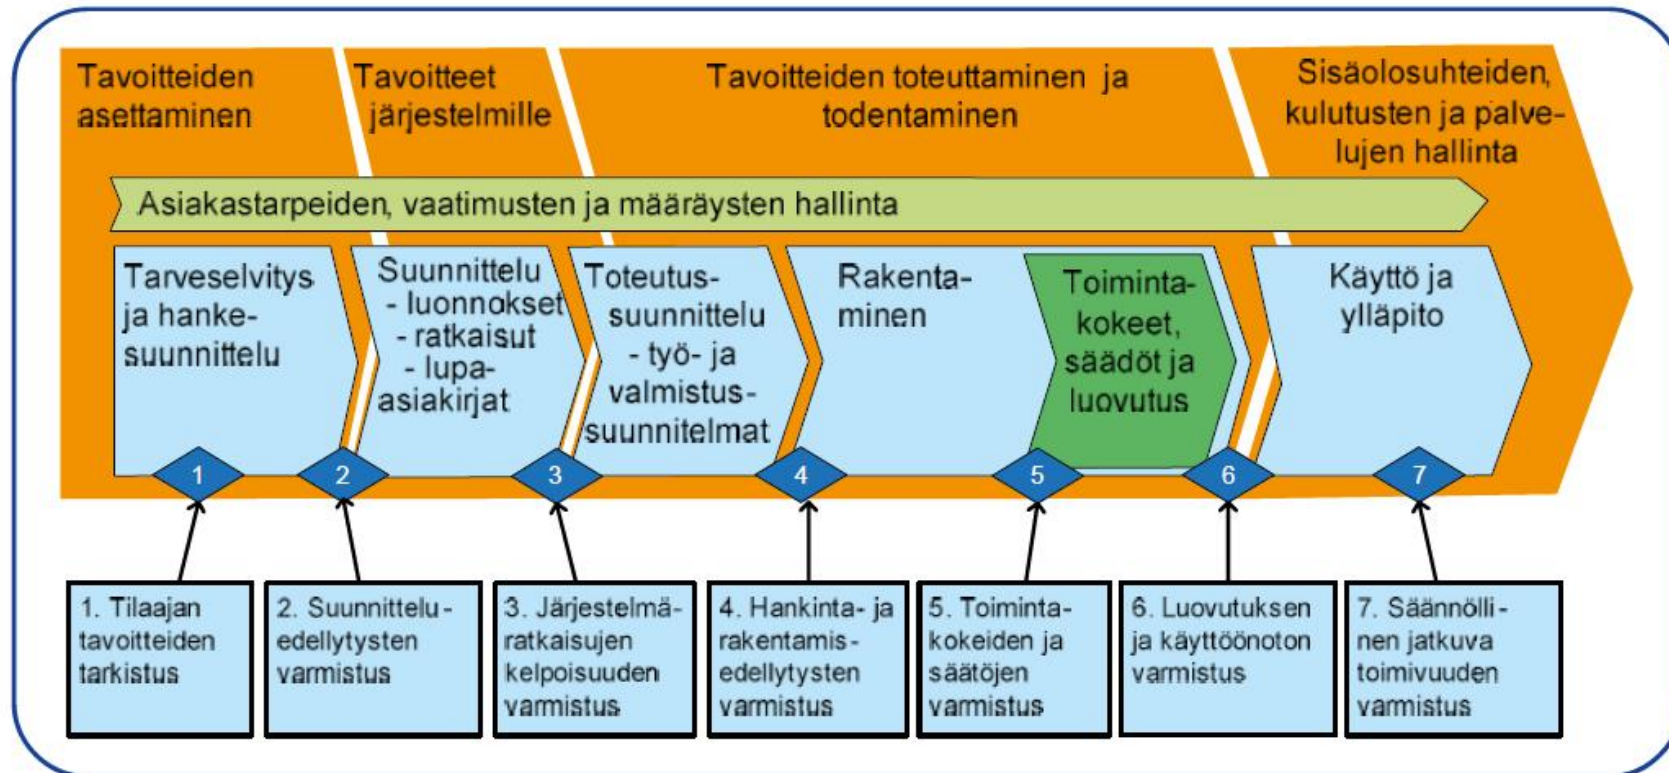 Tavoitteiden
asettaminen
Tavoitteet
järjestelmille
Tavoitteiden toteuttaminen ja
todentaminen
Sisäolosuhteiden,
kulutusten ja palve-
lujen hallinta
Asiakastarpeiden, vaatimusten ja määräysten hallinta
Tarveselvitys
ja hanke-
suunnittelu
Suunnittelu
- luonnokset
- ratkaisut
- lupa-
asiakirjat
Toteutus-
suunnittelu
- työ- ja
valmistus-
suunnitelmat
Rakenta-
minen
Toiminta-
kokeet,
säädöt ja
luovutus
Käyttö ja
ylläpito
1
2
3
4
5
6
7
1. Tilaajan
tavoitteiden
tarkistus
2. Suunnittelu-
edellytysten
varmistus
3. Järjestelmä-
ratkaisujen
kelpoisuuden
varmistus
4. Hankinta- ja
rakentamis-
edellytysten
varmistus
5. Toiminta-
kokeiden ja
säätöjen
varmistus
6. Luovutuksen
ja käyttöönoton
varmistus
7. Säännölli-
nen jatkuva
toimivuuden
varmistus